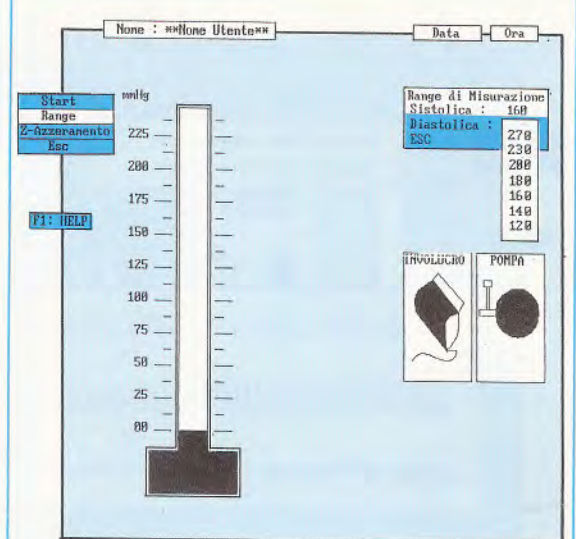 Nome : **Nome Utente**
Data
Ora
Start
Range
Z-Azzeramento
Esc
F1: HELP
mmHg
225
200
175
150
125
100
75
50
25
00
Range di Misurazione
Sistolica : 160
Diastolica :
ESC
270
230
200
180
160
140
120
INVOLUCRO
POMPA